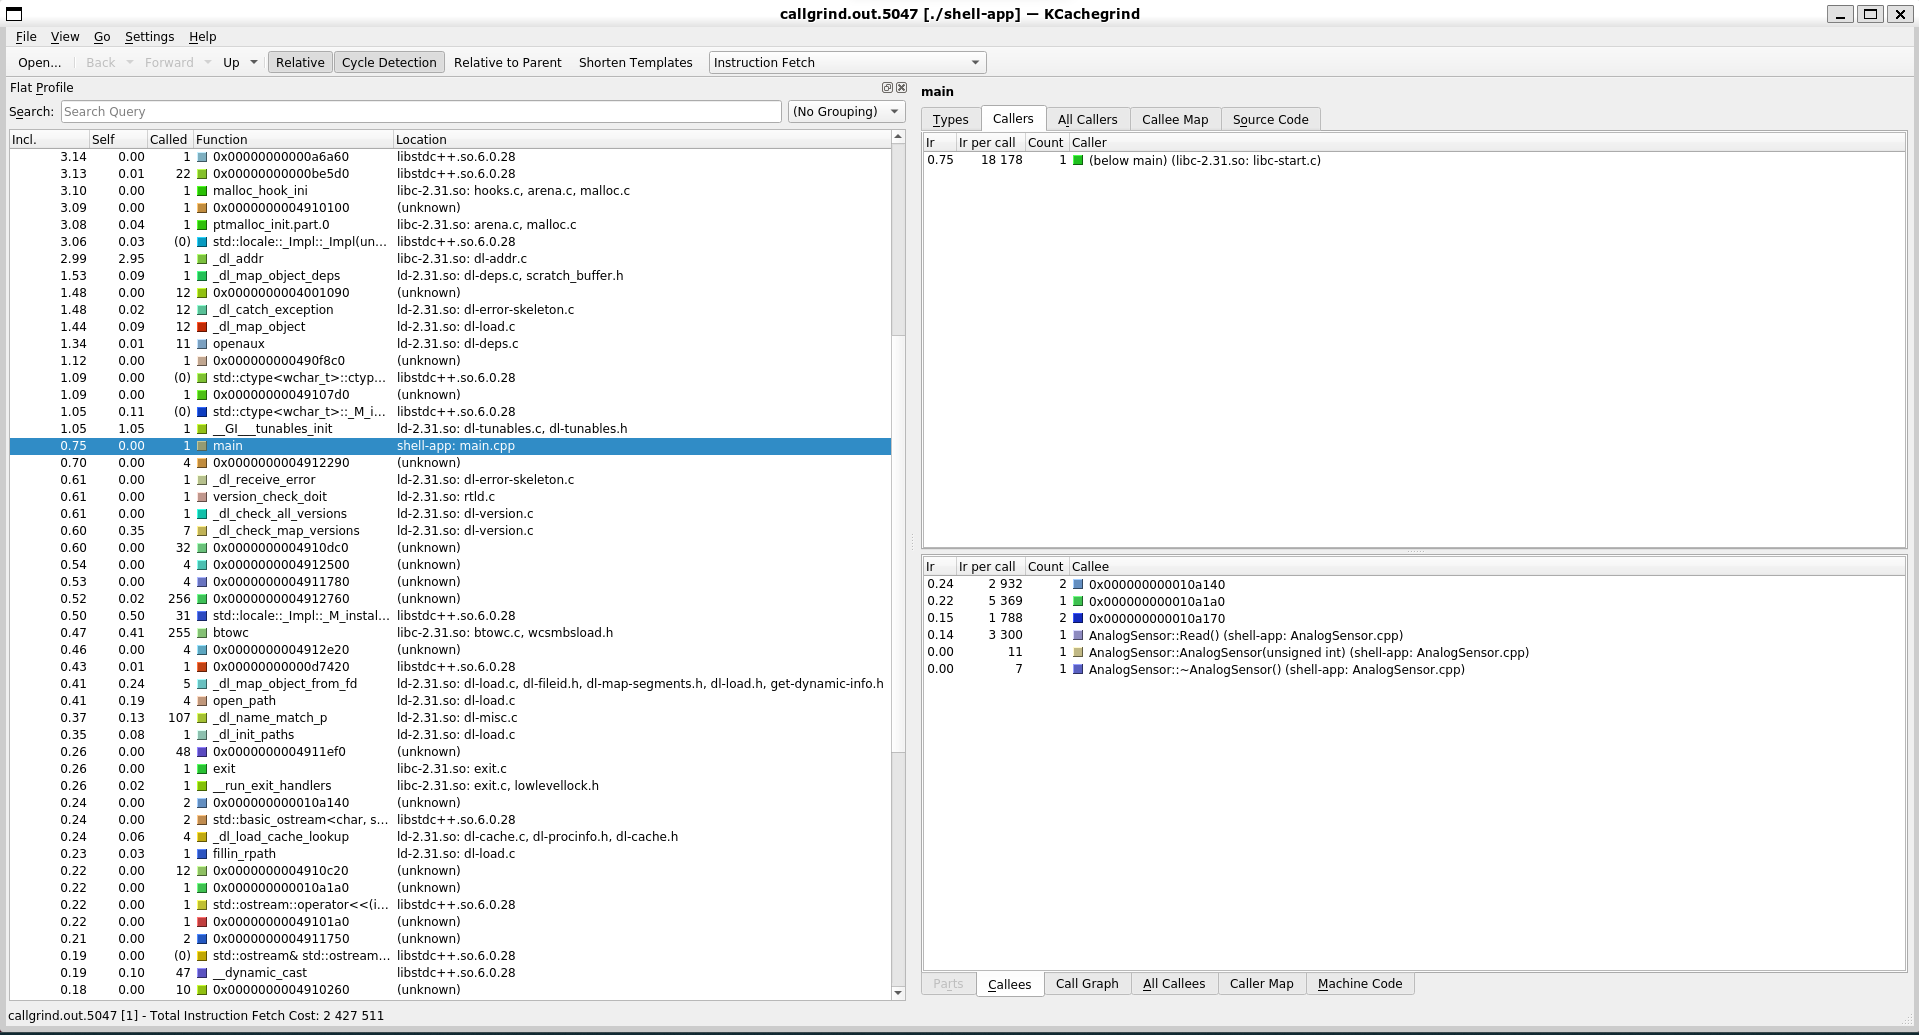 callgrind.out.5047 [./shell-app] — KCachegrind
File View Go Settings Help
Open... Back Forward Up Relative Cycle Detection Relative to Parent Shorten Templates Instruction Fetch
Flat Profile
Search: Search Query (No Grouping)
Incl. Self Called Function Location
3.14 0.00 1 0x00000000000a6a60 libstdc++.so.6.0.28
3.13 0.01 22 0x00000000000be5d0 libstdc++.so.6.0.28
3.10 0.00 1 malloc_hook_ini libc-2.31.so: hooks.c, arena.c, malloc.c
3.09 0.00 1 0x0000000004910100 (unknown)
3.08 0.04 1 ptmalloc_init.part.0 libc-2.31.so: arena.c, malloc.c
3.06 0.03 (0) std::locale::_Impl::_Impl(un... libstdc++.so.6.0.28
2.99 2.95 1 _dl_addr libc-2.31.so: dl-addr.c
1.53 0.09 1 _dl_map_object_deps ld-2.31.so: dl-deps.c, scratch_buffer.h
1.48 0.00 12 0x0000000004001090 (unknown)
1.48 0.02 12 _dl_catch_exception ld-2.31.so: dl-error-skeleton.c
1.44 0.09 12 _dl_map_object ld-2.31.so: dl-load.c
1.34 0.01 11 openaux ld-2.31.so: dl-deps.c
1.12 0.00 1 0x000000000490f8c0 (unknown)
1.09 0.00 (0) std::ctype<wchar_t>::ctyp... libstdc++.so.6.0.28
1.09 0.00 1 0x00000000049107d0 (unknown)
1.05 0.11 (0) std::ctype<wchar_t>::_M_i... libstdc++.so.6.0.28
1.05 1.05 1 __GI___tunables_init ld-2.31.so: dl-tunables.c, dl-tunables.h
0.75 0.00 1 main shell-app: main.cpp
0.70 0.00 4 0x0000000004912290 (unknown)
0.61 0.00 1 _dl_receive_error ld-2.31.so: dl-error-skeleton.c
0.61 0.00 1 version_check_doit ld-2.31.so: rtld.c
0.61 0.00 1 _dl_check_all_versions ld-2.31.so: dl-version.c
0.60 0.35 7 _dl_check_map_versions ld-2.31.so: dl-version.c
0.60 0.00 32 0x0000000004910dc0 (unknown)
0.54 0.00 4 0x0000000004912500 (unknown)
0.53 0.00 4 0x0000000004911780 (unknown)
0.52 0.02 256 0x0000000004912760 (unknown)
0.50 0.50 31 std::locale::_Impl::_M_instal... libstdc++.so.6.0.28
0.47 0.41 255 btowc libc-2.31.so: btowc.c, wcsmbsload.h
0.46 0.00 4 0x0000000004912e20 (unknown)
0.43 0.01 1 0x00000000000d7420 libstdc++.so.6.0.28
0.41 0.24 5 _dl_map_object_from_fd ld-2.31.so: dl-load.c, dl-fileid.h, dl-map-segments.h, dl-load.h, get-dynamic-info.h
0.41 0.19 4 open_path ld-2.31.so: dl-load.c
0.37 0.13 107 _dl_name_match_p ld-2.31.so: dl-misc.c
0.35 0.08 1 _dl_init_paths ld-2.31.so: dl-load.c
0.26 0.00 48 0x0000000004911ef0 (unknown)
0.26 0.00 1 exit libc-2.31.so: exit.c
0.26 0.02 1 __run_exit_handlers libc-2.31.so: exit.c, lowlevellock.h
0.24 0.00 2 0x000000000010a140 (unknown)
0.24 0.00 2 std::basic_ostream<char, s... libstdc++.so.6.0.28
0.24 0.06 4 _dl_load_cache_lookup ld-2.31.so: dl-cache.c, dl-procinfo.h, dl-cache.h
0.23 0.03 1 fillin_rpath ld-2.31.so: dl-load.c
0.22 0.00 12 0x0000000004910c20 (unknown)
0.22 0.00 1 0x000000000010a1a0 (unknown)
0.22 0.00 1 std::ostream::operator<<(i... libstdc++.so.6.0.28
0.22 0.00 1 0x00000000049101a0 (unknown)
0.21 0.00 2 0x0000000004911750 (unknown)
0.19 0.00 (0) std::ostream& std::ostream... libstdc++.so.6.0.28
0.19 0.10 47 __dynamic_cast libstdc++.so.6.0.28
0.18 0.00 10 0x0000000004910260 (unknown)
main
Types Callers All Callers Callee Map Source Code
Ir Ir per call Count Caller
0.75 18 178 1 (below main) (libc-2.31.so: libc-start.c)
Ir Ir per call Count Callee
0.24 2 932 2 0x000000000010a140
0.22 5 369 1 0x000000000010a1a0
0.15 1 788 2 0x000000000010a170
0.14 3 300 1 AnalogSensor::Read() (shell-app: AnalogSensor.cpp)
0.00 11 1 AnalogSensor::AnalogSensor(unsigned int) (shell-app: AnalogSensor.cpp)
0.00 7 1 AnalogSensor::~AnalogSensor() (shell-app: AnalogSensor.cpp)
Parts Callees Call Graph All Callees Caller Map Machine Code
callgrind.out.5047 [1] - Total Instruction Fetch Cost: 2 427 511